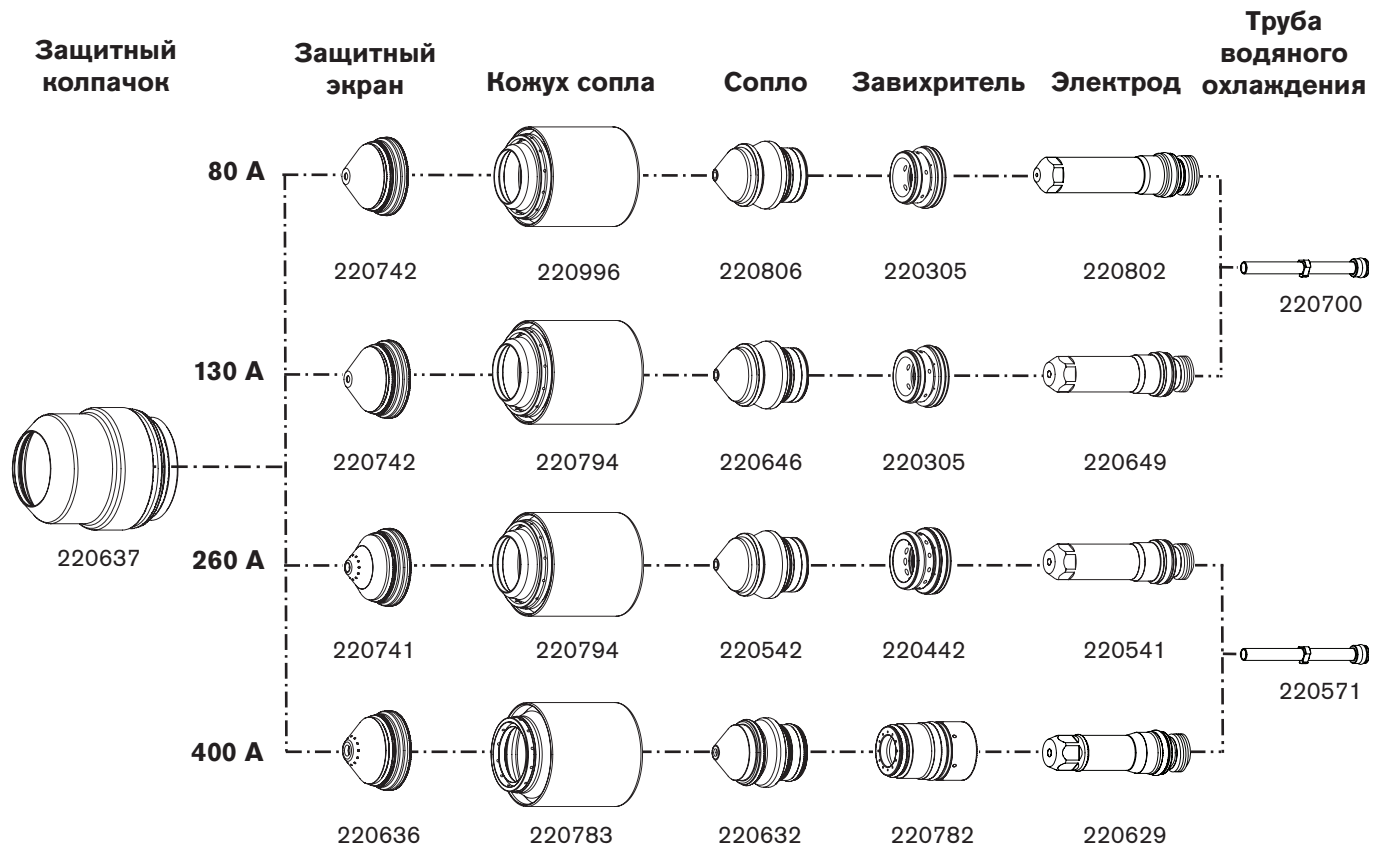 Защитный
колпачок
Защитный
экран
Кожух сопла
Сопло
Завихритель
Электрод
Труба
водяного
охлаждения
80 A
220742
220996
220806
220305
220802
220700
130 A
220742
220794
220646
220305
220649
220637
260 A
220741
220794
220542
220442
220541
220571
400 A
220636
220783
220632
220782
220629